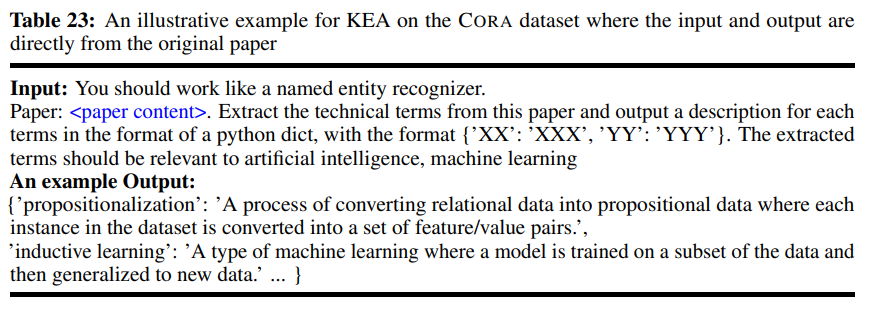 Table 23: An illustrative example for KEA on the CORA dataset where the input and output are
directly from the original paper
Input: You should work like a named entity recognizer.
Paper: <paper content>. Extract the technical terms from this paper and output a description for each
terms in the format of a python dict, with the format {’XX’: ’XXX’, ’YY’: ’YYY’}. The extracted
terms should be relevant to artificial intelligence, machine learning
An example Output:
{’propositionalization’: ’A process of converting relational data into propositional data where each
instance in the dataset is converted into a set of feature/value pairs.’,
’inductive learning’: ’A type of machine learning where a model is trained on a subset of the data and
then generalized to new data.’ ... }